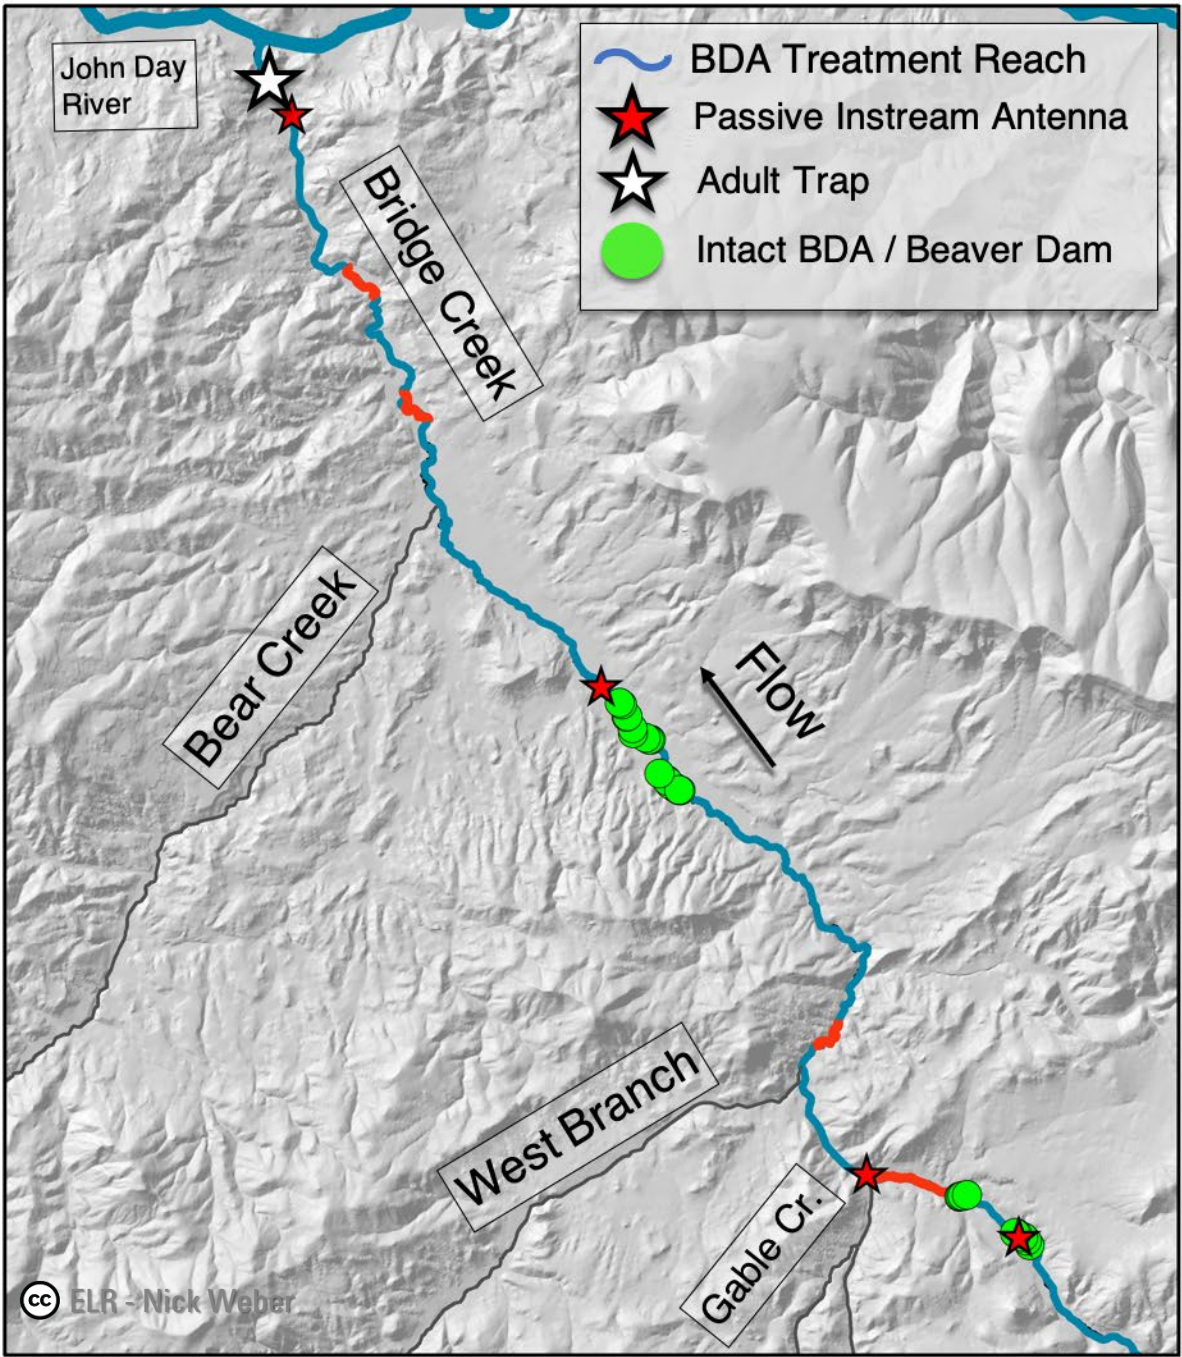 John Day
River
BDA Treatment Reach
Passive Instream Antenna
Adult Trap
Intact BDA / Beaver Dam
Bridge Creek
Bear Creek
Flow
West Branch
Gable Cr.
cc ELR - Nick Weber